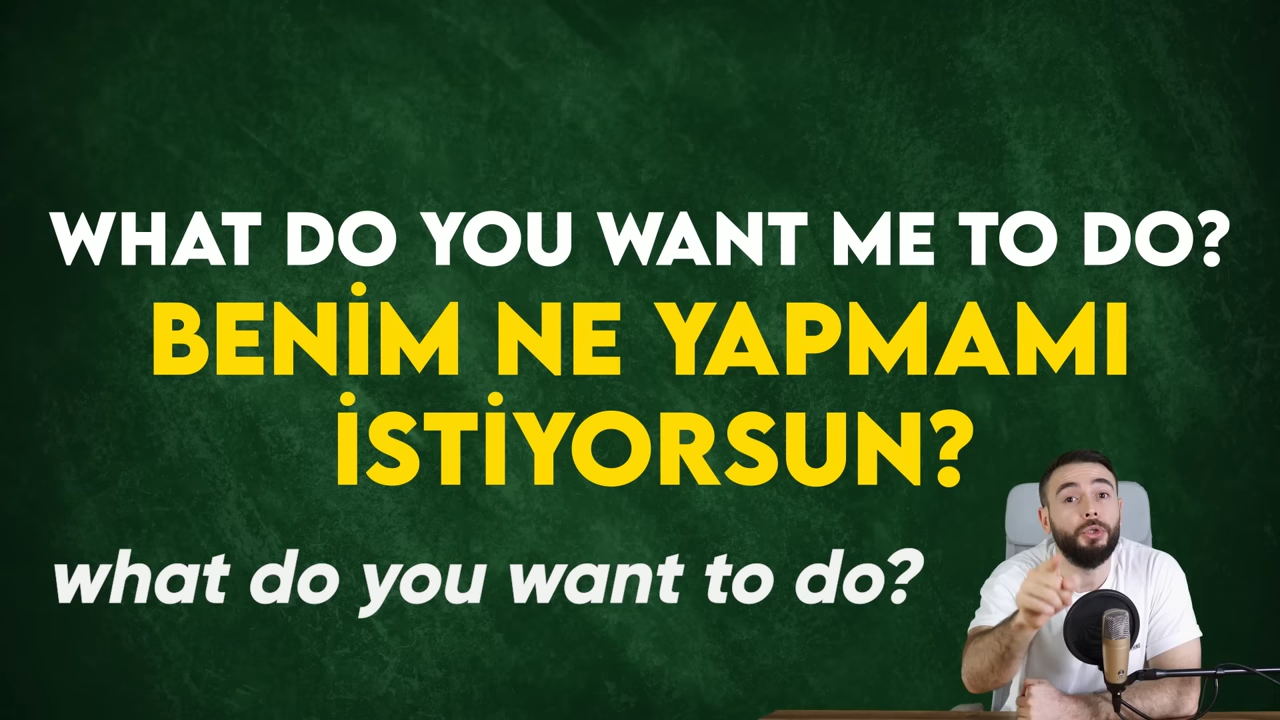 WHAT DO YOU WANT ME TO DO?
BENİM NE YAPMAMI
İSTİYORSUN?
what do you want to do?